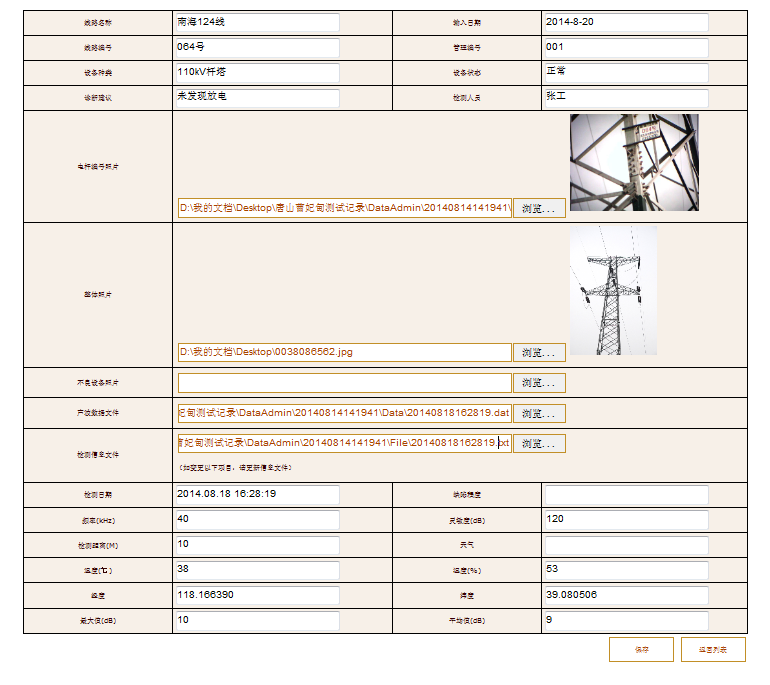 线路名称 南海124线 输入日期 2014-8-20
线路编号 064号 管理编号 001
设备种类 110kV杆塔 设备状态 正常
诊断建议 未发现放电 检测人员 张工
电杆编号照片
D:\我的文档\Desktop\唐山曹妃甸测试记录\DataAdmin\20140814141941\ 浏览...
整体照片
D:\我的文档\Desktop\0038086562.jpg 浏览...
不良设备照片 浏览...
声波数据文件 妃甸测试记录\DataAdmin\20140814141941\Data\20140818162819.dat 浏览...
检测信息文件 曹妃甸测试记录\DataAdmin\20140814141941\File\20140818162819.txt 浏览...
(如变更以下项目,请更新信息文件)
检测日期 2014.08.18 16:28:19 缺陷程度
频率(kHz) 40 灵敏度(dB) 120
检测距离(M) 10 天气
温度(℃) 38 湿度(%) 53
经度 118.166390 纬度 39.080506
最大值(dB) 10 平均值(dB) 9
保存 返回列表